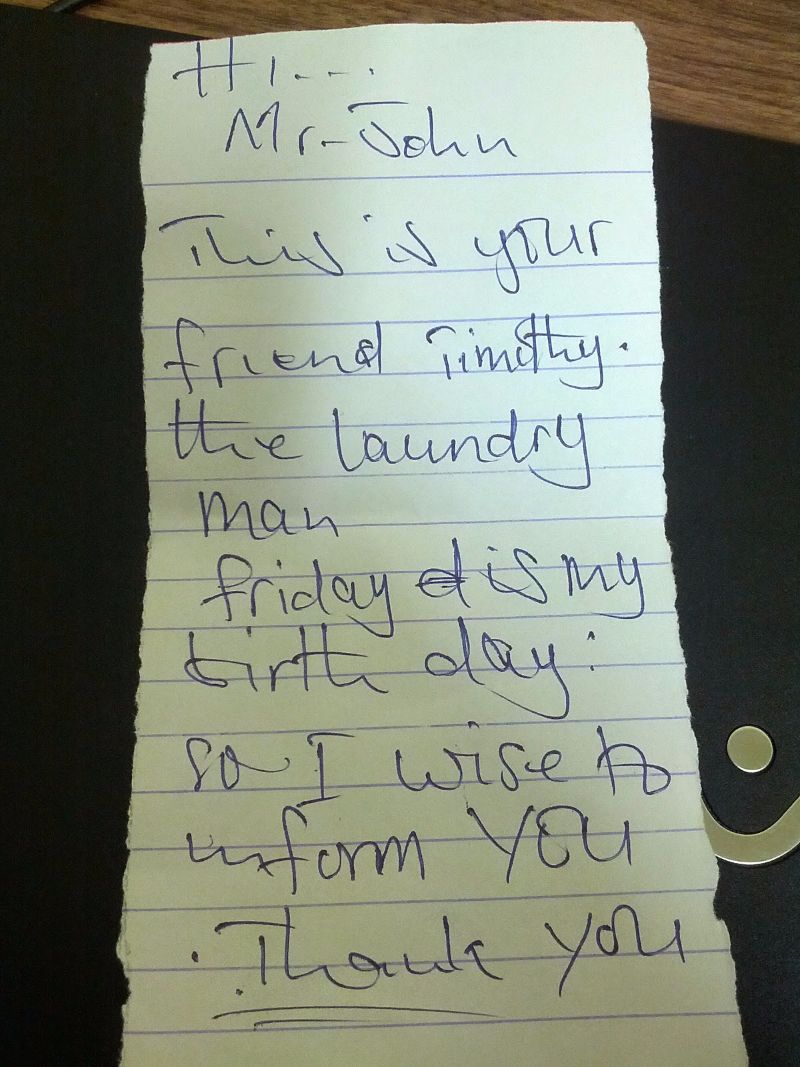 Hi---.
Mr-John
This is your
friend Timothy.
the laundry
man
friday is my
birth day:
so I wise to
inform you
. Thank you